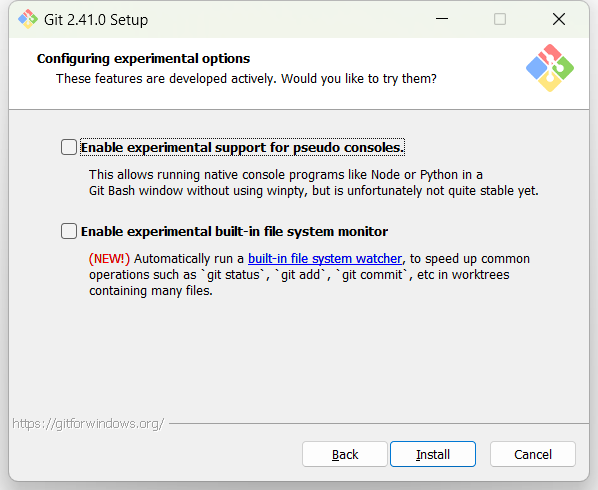 Git 2.41.0 Setup
Configuring experimental options
These features are developed actively. Would you like to try them?
Enable experimental support for pseudo consoles.
This allows running native console programs like Node or Python in a
Git Bash window without using winpty, but is unfortunately not quite stable yet.
Enable experimental built-in file system monitor
(NEW!) Automatically run a built-in file system watcher, to speed up common
operations such as `git status`, `git add`, `git commit`, etc in worktrees
containing many files.
https://gitforwindows.org/
Back Install Cancel